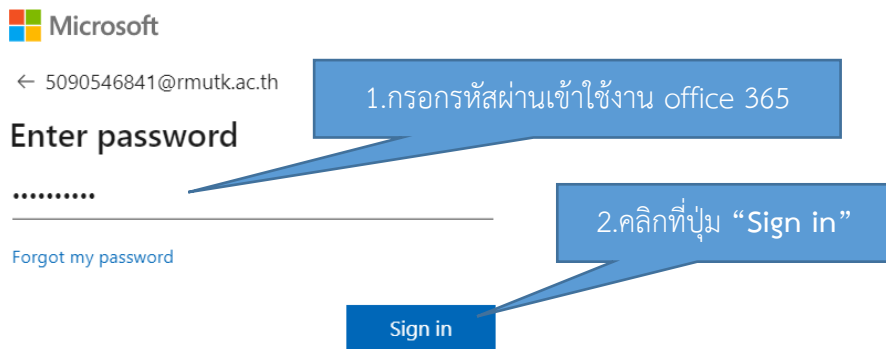 Microsoft
← 5090546841@rmutk.ac.th
1.กรอกรหัสผ่านเข้าใช้งาน office 365
Enter password
••••••••••
2.คลิกที่ปุ่ม “Sign in”
Forgot my password
Sign in